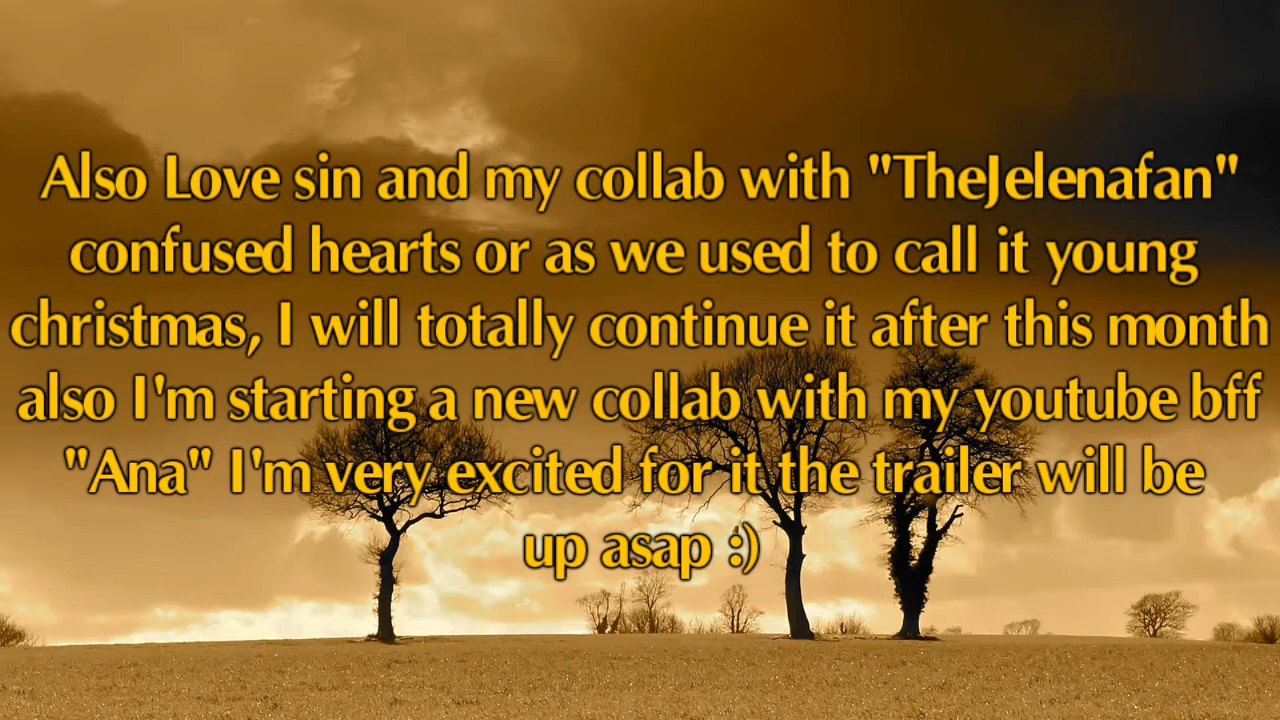 Also Love sin and my collab with "TheJelenafan"
confused hearts or as we used to call it young
christmas, I will totally continue it after this month
also I'm starting a new collab with my youtube bff
"Ana" I'm very excited for it the trailer will be
up asap :)